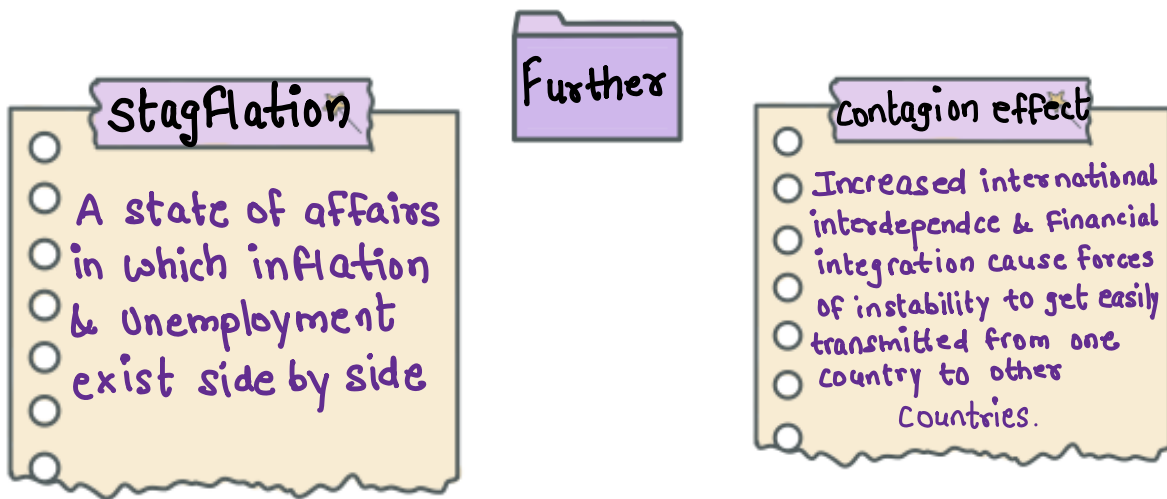 Further
stagflation
A state of affairs
in which inflation
& Unemployment
exist side by side
Contagion effect
Increased international
interdependce & Financial
integration cause forces
of instability to get easily
transmitted from one
country to other
Countries.